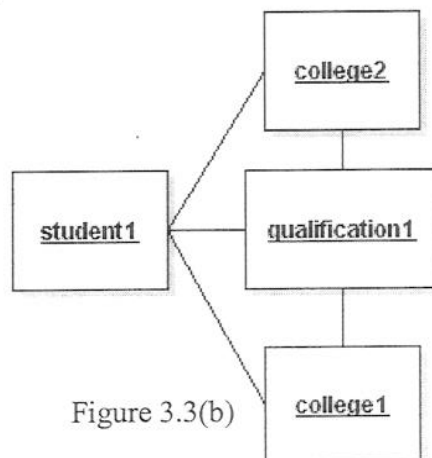 college2
student1
qualification1
college1
Figure 3.3(b)